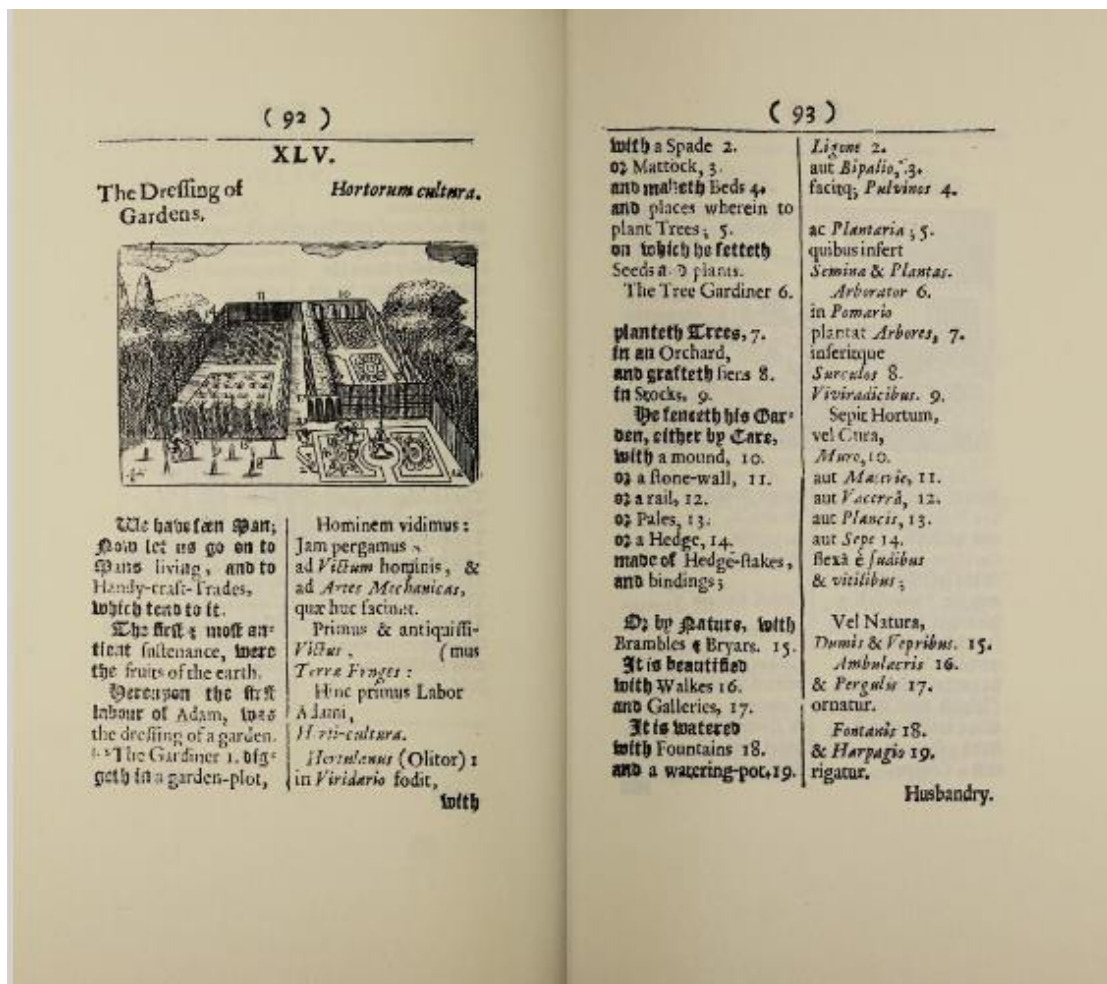 ( 92 )
XLV.
The Dreſſing of
Gardens.
Hortorum cultura.
We have ſeen Man;
Now let us go on to
Mans living, and to
Handy-craft-Trades,
which tend to it.
The firſt & moſt an-
tient ſuſtenance, were
the fruits of the earth.
Hereupon the firſt
labour of Adam, was
the dreſſing of a garden.
The Gardiner 1. dig-
geth in a garden-plot,
Hominem vidimus:
Jam pergamus
ad Victum hominis, &
ad Artes Mechanicas,
quæ huc faciunt.
Primus & antiquiſſi-
Victus, (mus
Terræ Fruges:
Hinc primus Labor
Adami,
Horti-cultura.
Hortulanus (Olitor) 1
in Viridario fodit,
with
( 93 )
with a Spade 2.
or Mattock, 3.
and maketh Beds 4.
and places wherein to
plant Trees; 5.
on which he ſetteth
Seeds and plants.
The Tree Gardiner 6.
planteth Trees, 7.
in an Orchard,
and grafteth ſiens 8.
in Stocks. 9.
He fenceth his Gar-
den, either by Care,
with a mound, 10.
or a ſtone-wall, 11.
or a rail, 12.
or Pales, 13.
or a Hedge, 14.
made of Hedge-ſtakes,
and bindings;
Or by Nature, with
Brambles & Bryars. 15.
It is beautified
with Walkes 16.
and Galleries, 17.
It is watered
with Fountains 18.
and a watering-pot. 19.
Ligone 2.
aut Bipalio, 3.
facitq; Pulvinos 4.
ac Plantaria; 5.
quibus inſert
Semina & Plantas.
Arborator 6.
in Pomario
plantat Arbores, 7.
inſeritque
Surculos 8.
Viviradicibus. 9.
Sepit Hortum,
vel Cura,
Muro, 10.
aut Macerie, 11.
aut Vacerrâ, 12.
aut Plancis, 13.
aut Sepe 14.
flexâ è ſudibus
& vitilibus;
Vel Natura,
Dumis & Vepribus. 15.
Ambulacris 16.
& Pergulis 17.
ornatur.
Fontanis 18.
& Harpagio 19.
rigatur.
Husbandry.